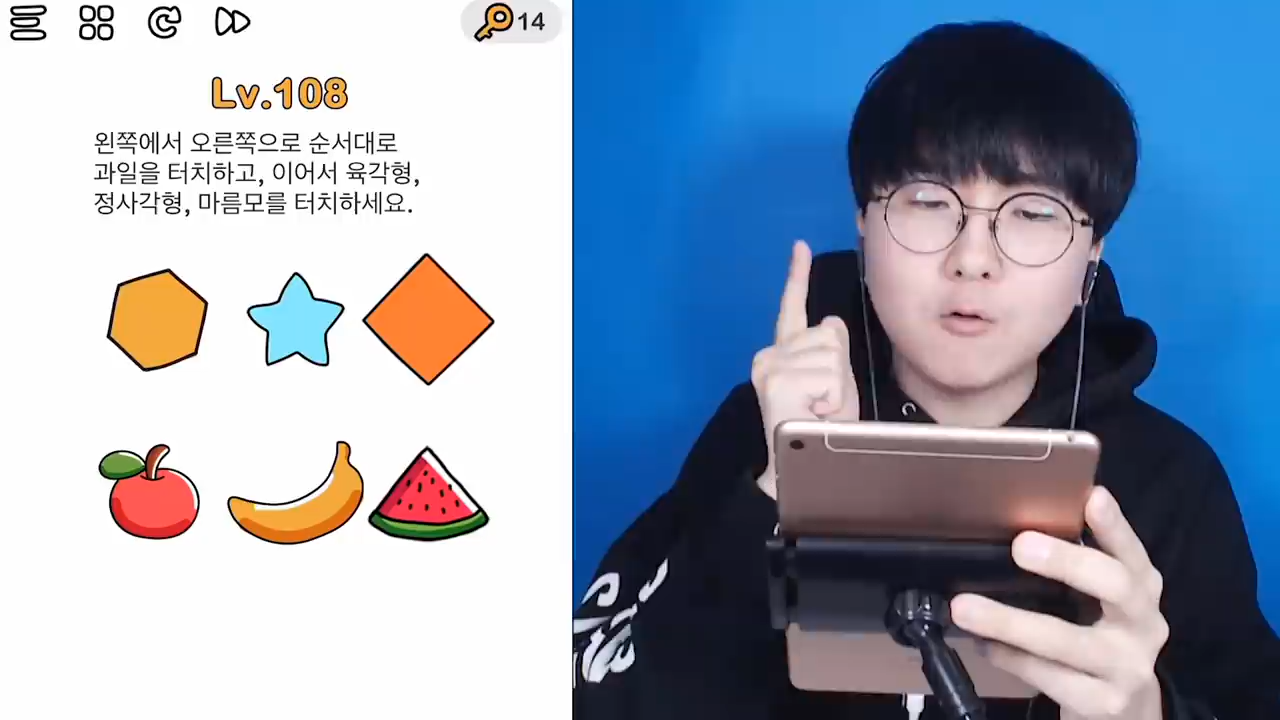 14
Lv.108
왼쪽에서 오른쪽으로 순서대로
과일을 터치하고, 이어서 육각형,
정사각형, 마름모를 터치하세요.